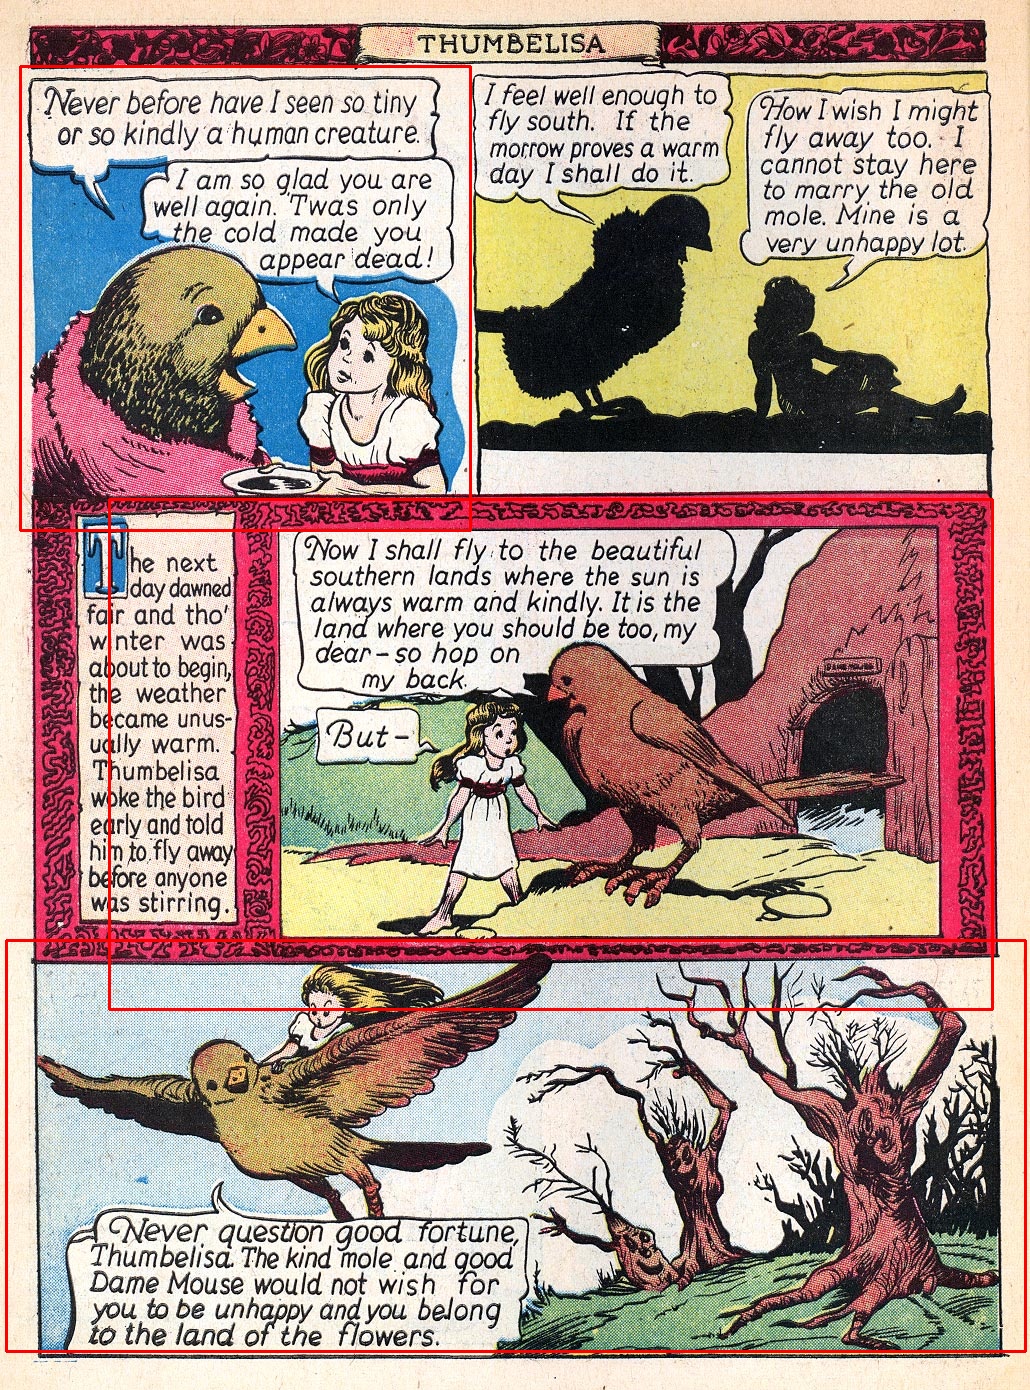 THUMBELISA
Never before have I seen so tiny
or so kindly a human creature.
I am so glad you are
well again. 'Twas only
the cold made you
appear dead!
I feel well enough to
fly south. If the
morrow proves a warm
day I shall do it.
How I wish I might
fly away too. I
cannot stay here
to marry the old
mole. Mine is a
very unhappy lot.
The next
day dawned
fair and tho'
winter was
about to begin,
the weather
became unus-
ually warm.
Thumbelisa
woke the bird
early and told
him to fly away
before anyone
was stirring.
Now I shall fly to the beautiful
southern lands where the sun is
always warm and kindly. It is the
land where you should be too, my
dear - so hop on
my back.
But -
DAME MOUSE
Never question good fortune,
Thumbelisa. The kind mole and good
Dame Mouse would not wish for
you to be unhappy and you belong
to the land of the flowers.